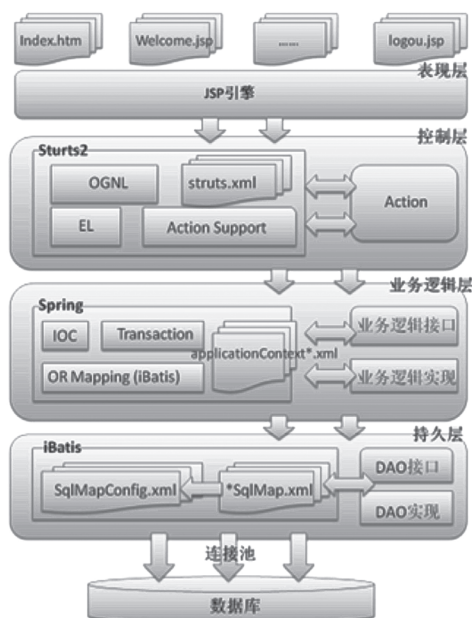 Index.htm
Welcome.jsp
......
logou.jsp
表现层
JSP引擎
控制层
Sturts2
OGNL
struts.xml
EL
Action Support
Action
业务逻辑层
Spring
IOC
Transaction
applicationContext*.xml
OR Mapping (iBatis)
业务逻辑接口
业务逻辑实现
持久层
iBatis
SqlMapConfig.xml
*SqlMap.xml
DAO接口
DAO实现
连接池
数据库